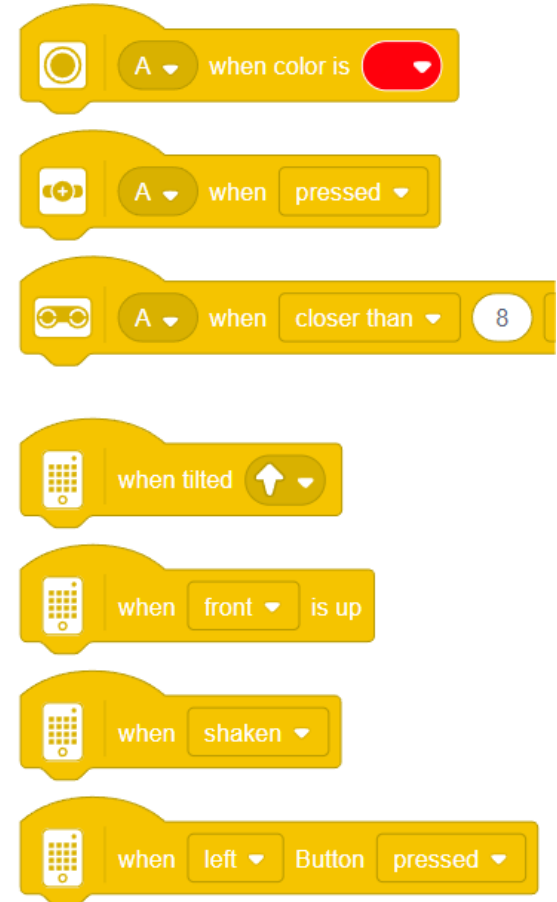 A when color is
A when pressed
A when closer than 8
when tilted
when front is up
when shaken
when left Button pressed